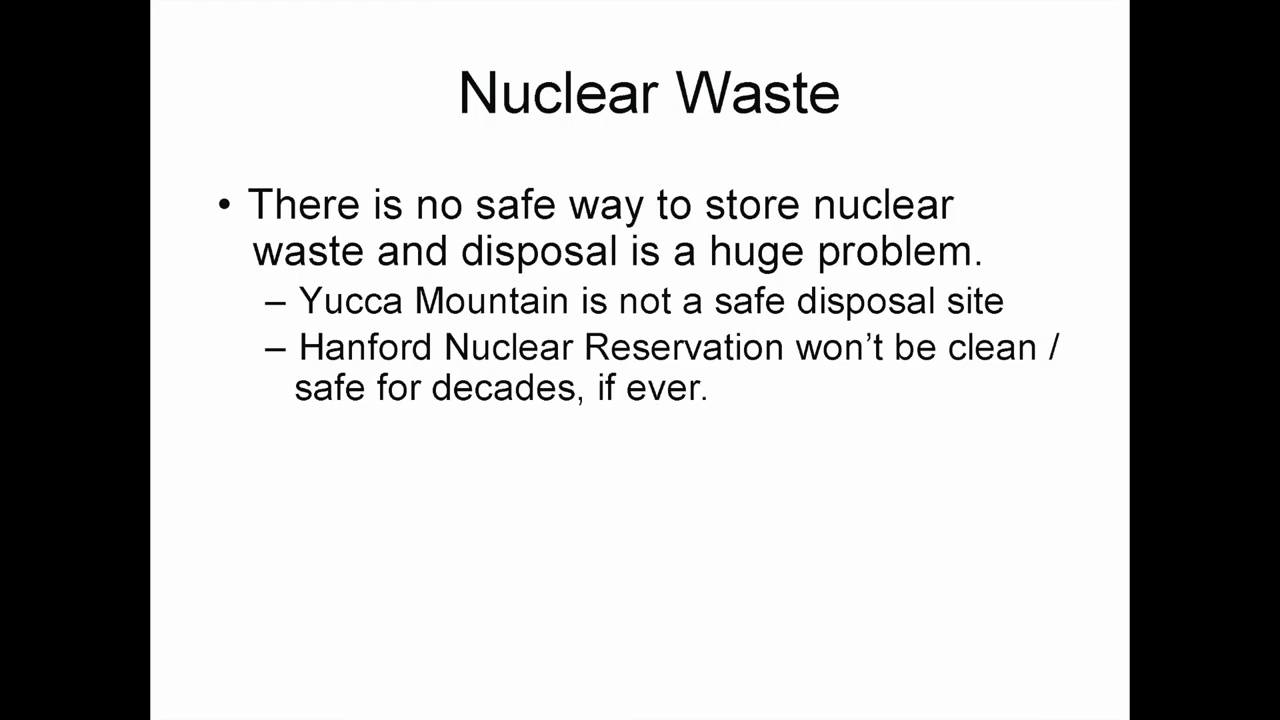 Nuclear Waste
• There is no safe way to store nuclear
waste and disposal is a huge problem.
– Yucca Mountain is not a safe disposal site
– Hanford Nuclear Reservation won’t be clean /
safe for decades, if ever.